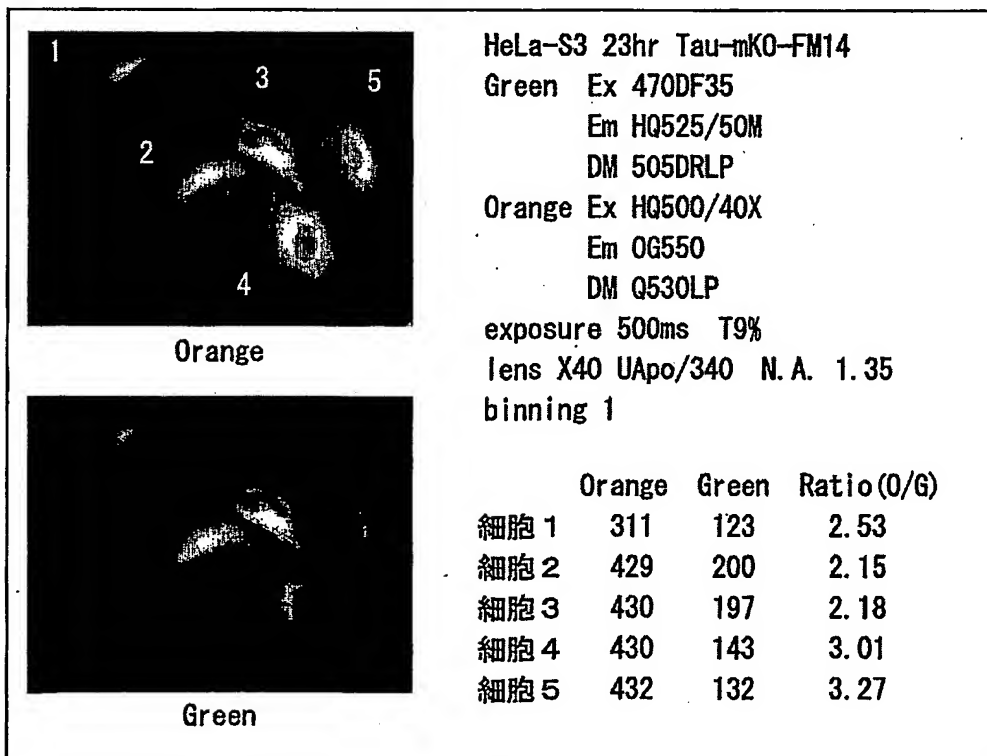 1
3
5
2
4
Orange
Green
HeLa-S3 23hr Tau-mKO-FM14
Green Ex 470DF35
Em HQ525/50M
DM 505DRLP
Orange Ex HQ500/40X
Em OG550
DM Q530LP
exposure 500ms T9%
lens X40 UApo/340 N.A. 1.35
binning 1
Orange Green Ratio(O/G)
細胞1 311 123 2.53
細胞2 429 200 2.15
細胞3 430 197 2.18
細胞4 430 143 3.01
細胞5 432 132 3.27